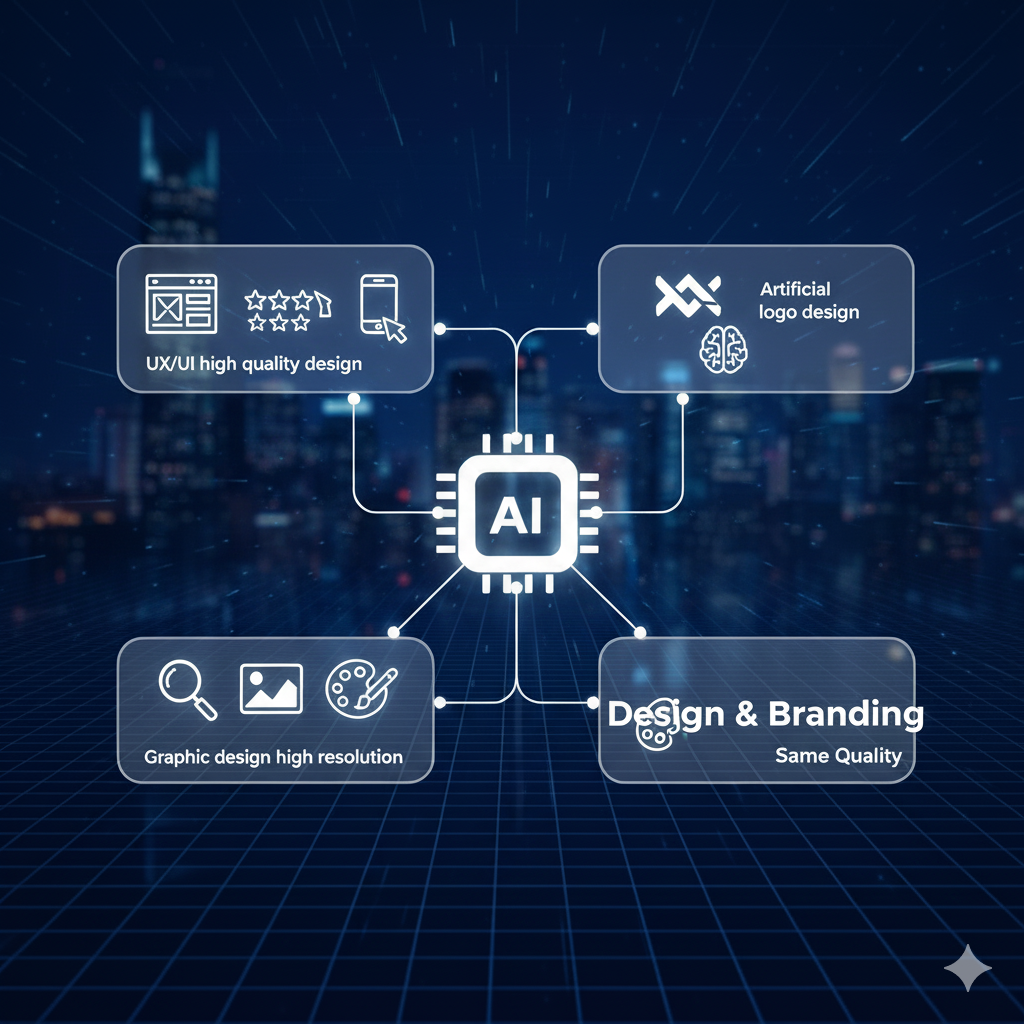 UX/UI high quality design
Artificial
logo design
AI
Graphic design high resolution
Design & Branding
Same Quality